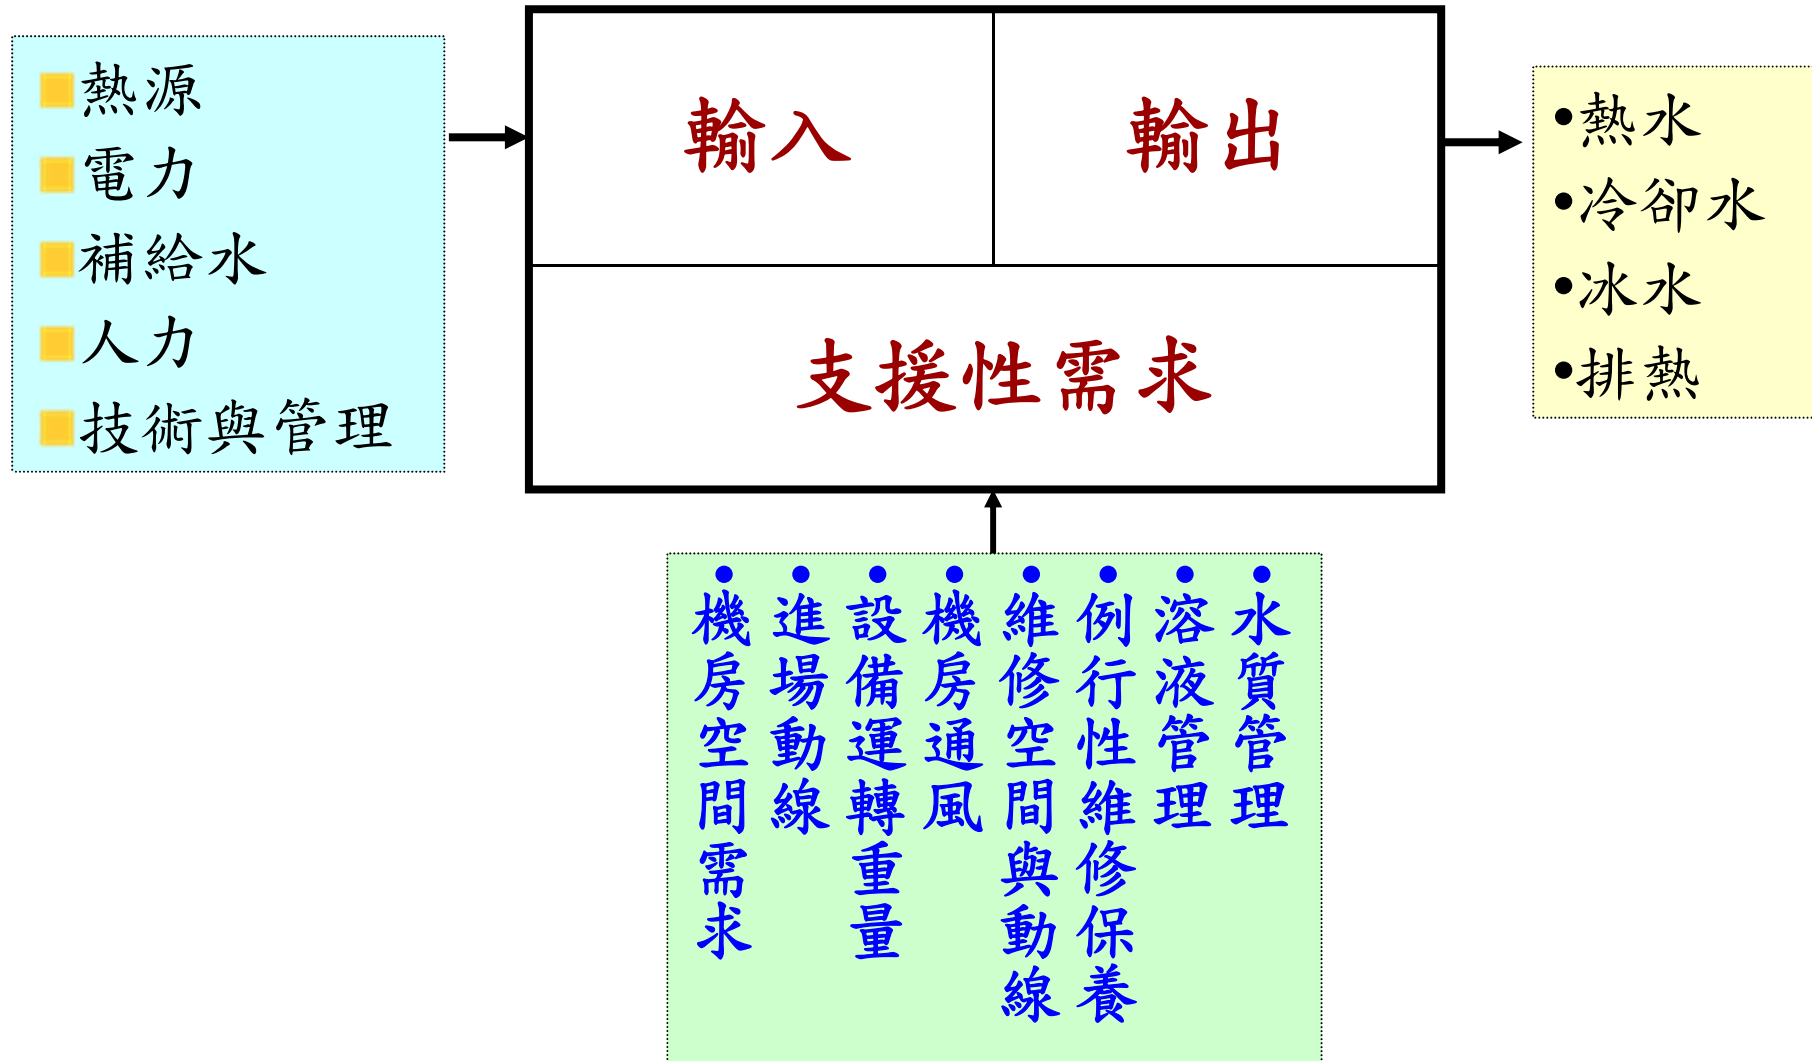 ■熱源
■電力
■補給水
■人力
■技術與管理
輸入
輸出
支援性需求
•熱水
•冷卻水
•冰水
•排熱
•機房空間需求
•進場動線
•設備運轉重量
•機房通風
•維修空間與動線
•例行性維修保養
•溶液管理
•水質管理